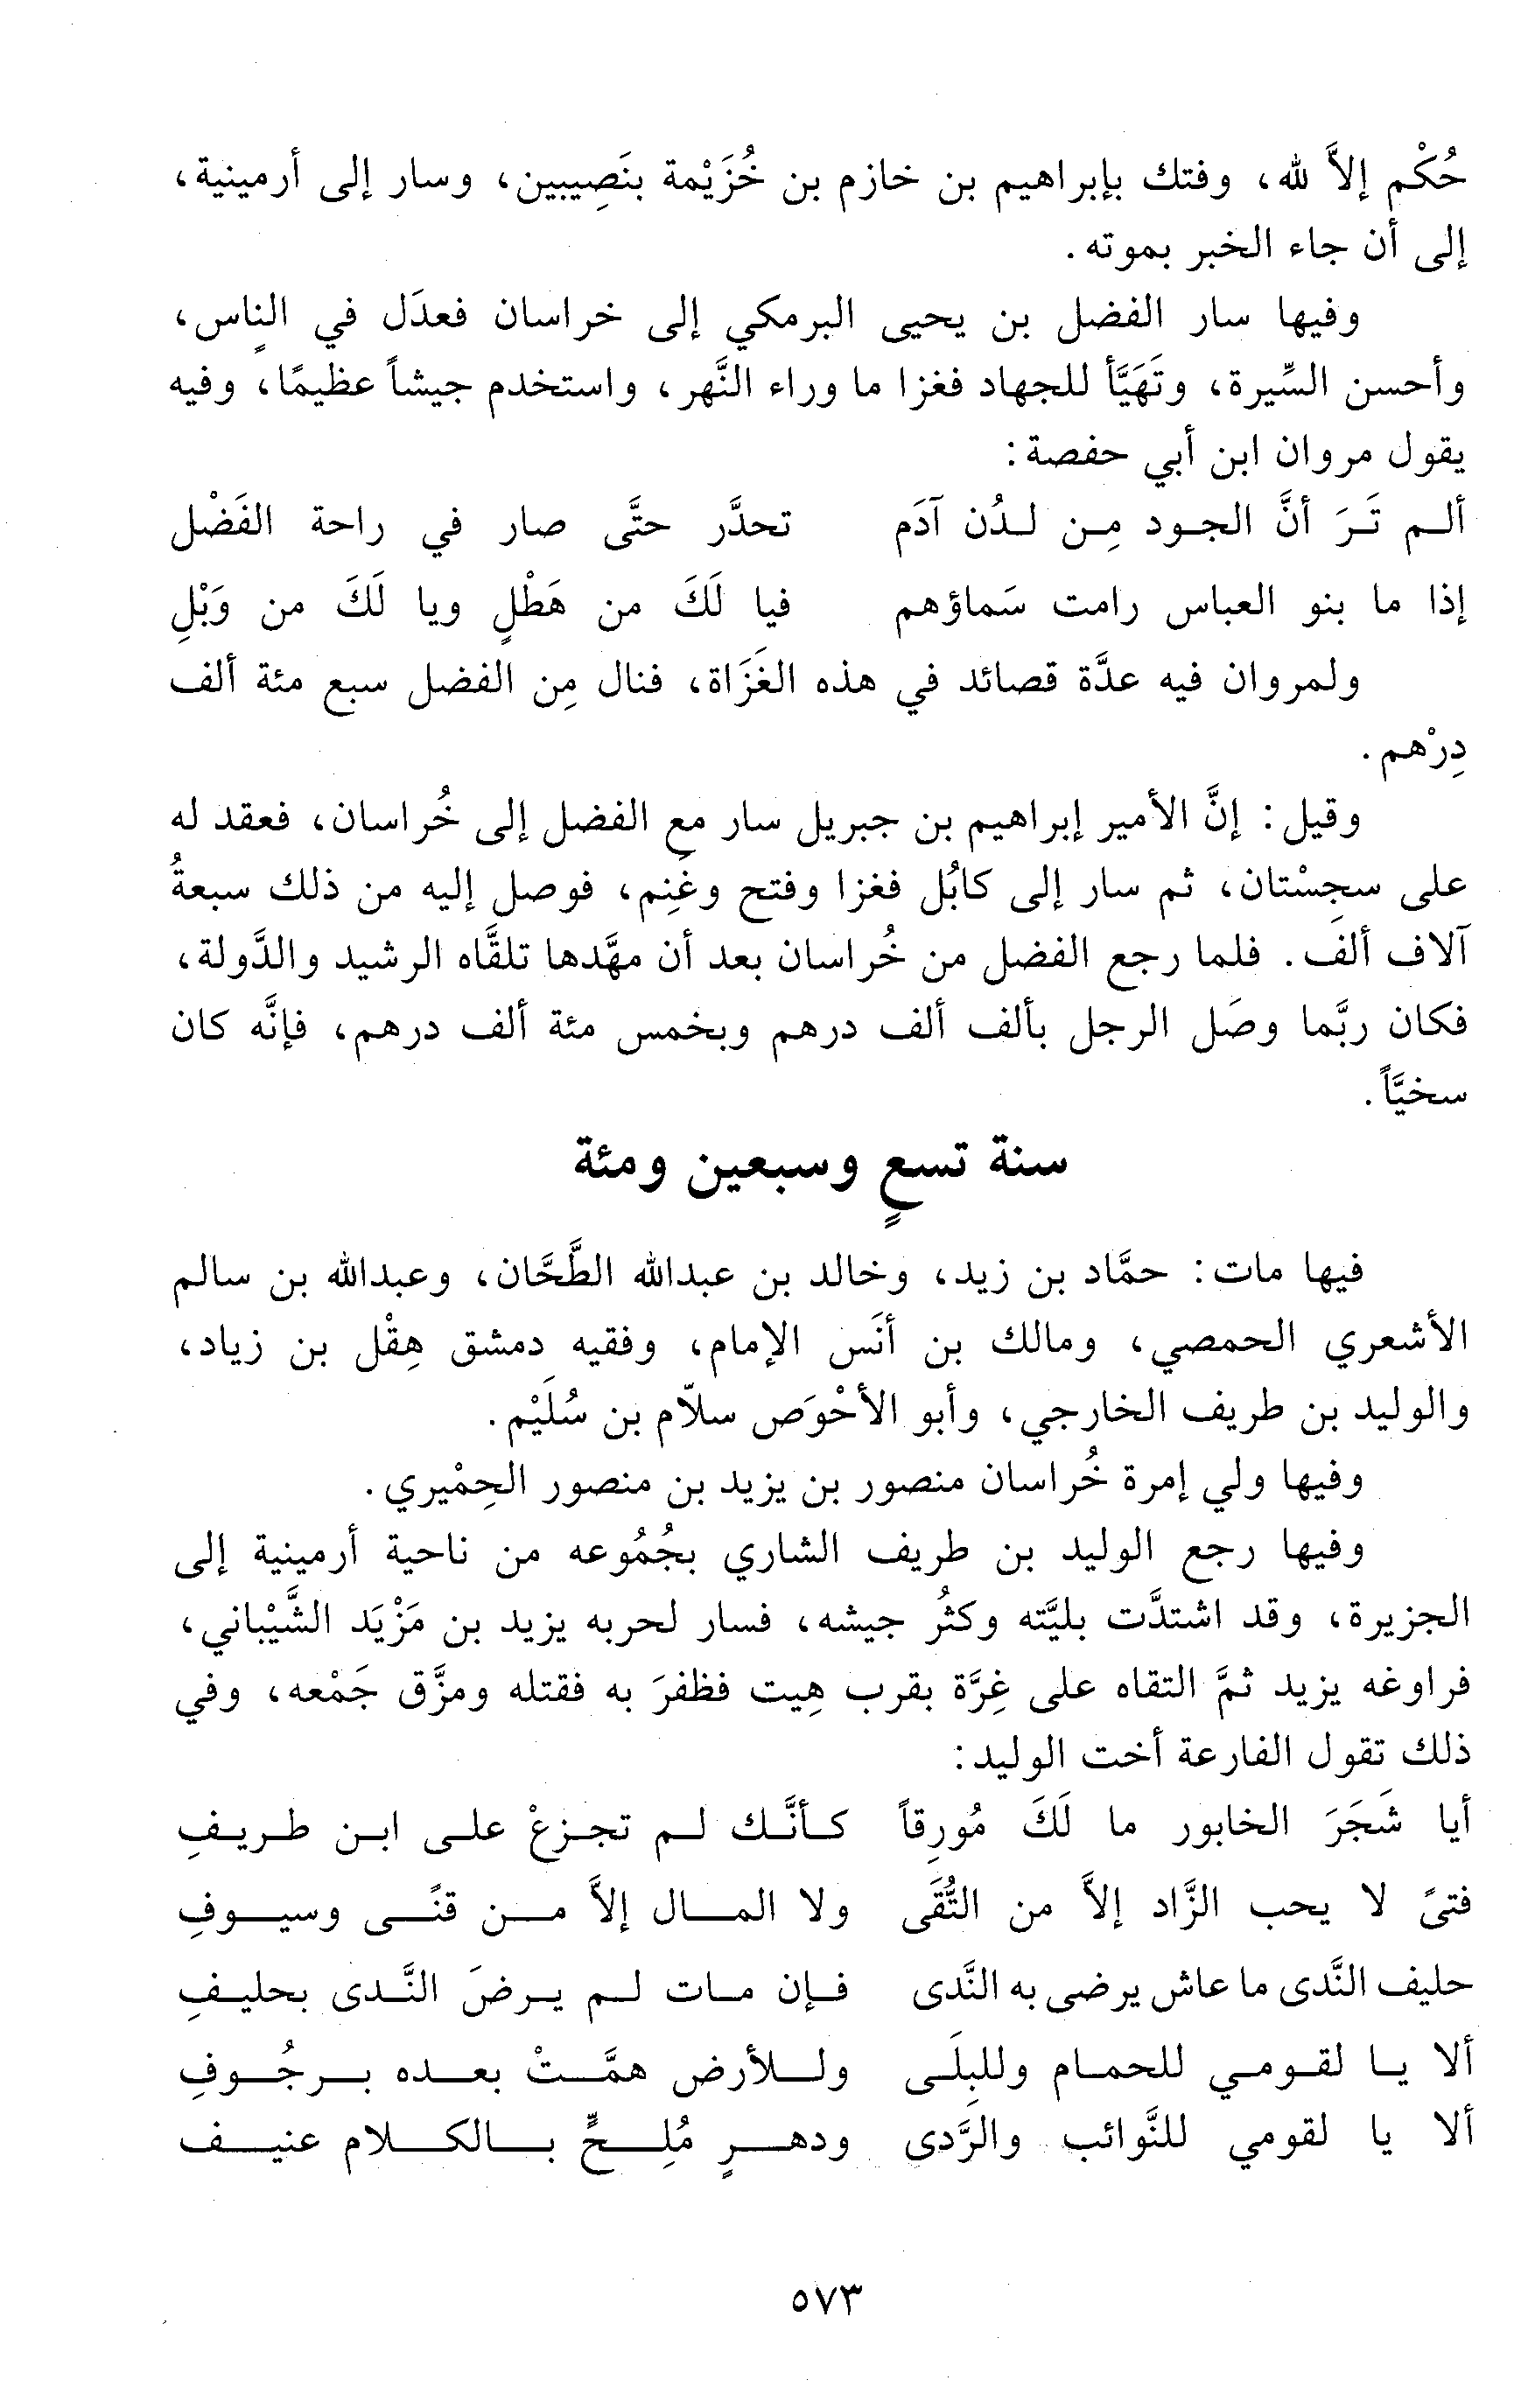 حُكْم إلاَّ لله، وفتك بإبراهيم بن خازم بن خُزَيْمة بنَصِيبين، وسار إلى أرمينية،
إلى أن جاء الخبر بموته.
وفيها سار الفضل بن يحيى البرمكي إلى خراسان فعدَل في الناس،
وأحسن السِّيرة، وتَهَيَّأ للجهاد فغزا ما وراء النَّهر، واستخدم جيشاً عظيمًا، وفيه
يقول مروان ابن أبي حفصة:
ألم تَرَ أنَّ الجود مِن لدُن آدَم تحدَّر حتَّى صار في راحة الفَضْل
إذا ما بنو العباس رامت سَماؤهم فيا لَكَ من هَطْلٍ ويا لَكَ من وَبْلِ
ولمروان فيه عدَّة قصائد في هذه الغَزَاة، فنال مِن الفضل سبع مئة ألف
دِرْهم.
وقيل: إنَّ الأمير إبراهيم بن جبريل سار مع الفضل إلى خُراسان، فعقد له
على سجِسْتان، ثم سار إلى كابُل فغزا وفتح وغَنِم، فوصل إليه من ذلك سبعةُ
آلاف ألف. فلما رجع الفضل من خُراسان بعد أن مهَّدها تلقَّاه الرشيد والدَّولة،
فكان ربَّما وصَل الرجل بألف ألف درهم وبخمس مئة ألف درهم، فإنَّه كان
سخيَّاً.
سنة تسعٍ وسبعين ومئة
فيها مات: حمَّاد بن زيد، وخالد بن عبدالله الطَّحَّان، وعبدالله بن سالم
الأشعري الحمصي، ومالك بن أنَس الإمام، وفقيه دمشق هِقْل بن زياد،
والوليد بن طريف الخارجي، وأبو الأحْوَص سلاّم بن سُلَيْم.
وفيها ولي إمرة خُراسان منصور بن يزيد بن منصور الحِمْيري.
وفيها رجع الوليد بن طريف الشاري بجُمُوعه من ناحية أرمينية إلى
الجزيرة، وقد اشتدَّت بليَّته وكثُر جيشه، فسار لحربه يزيد بن مَزْيَد الشَّيْباني،
فراوغه يزيد ثمَّ التقاه على غِرَّة بقرب هِيت فظفرَ به فقتله ومزَّق جَمْعه، وفي
ذلك تقول الفارعة أخت الوليد:
أيا شَجَرَ الخابور ما لَكَ مُورِقاً كأنَّك لم تجزعْ على ابن طريفِ
فتىً لا يحب الزَّاد إلاَّ من التُّقَى ولا المال إلاَّ من قنًى وسيوفِ
حليف النَّدى ما عاش يرضى به النَّدى فإن مات لم يرضَ النَّدى بحليفِ
ألا يا لقومي للحمام وللبِلَى وللأرض همَّتْ بعده برجُوفِ
ألا يا لقومي للنَّوائب والرَّدى ودهرٍ مُلِحٍّ بالكلام عنيف
٥٧٣